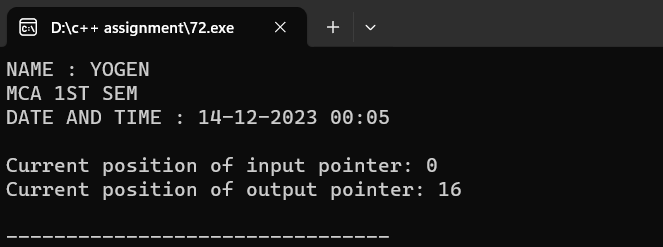 D:\c++ assignment\72.exe
NAME : YOGEN
MCA 1ST SEM
DATE AND TIME : 14-12-2023 00:05
Current position of input pointer: 0
Current position of output pointer: 16
--------------------------------